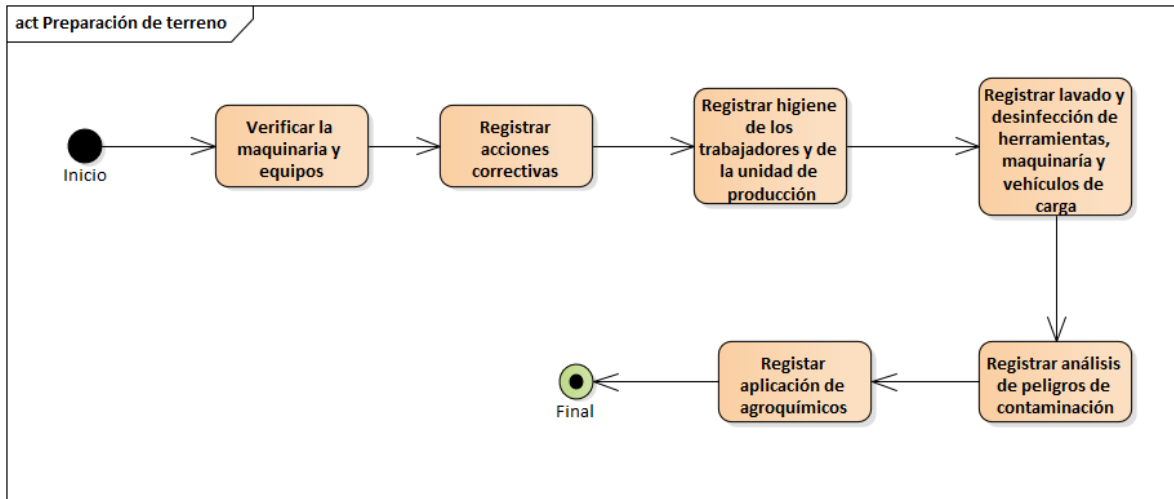 act Preparación de terreno
Inicio
Verificar la
maquinaria y
equipos
Registrar
acciones
correctivas
Registrar higiene
de los
trabajadores y de
la unidad de
producción
Registrar lavado y
desinfección de
herramientas,
maquinaría y
vehículos de
carga
Registrar análisis
de peligros de
contaminación
Registar
aplicación de
agroquímicos
Final